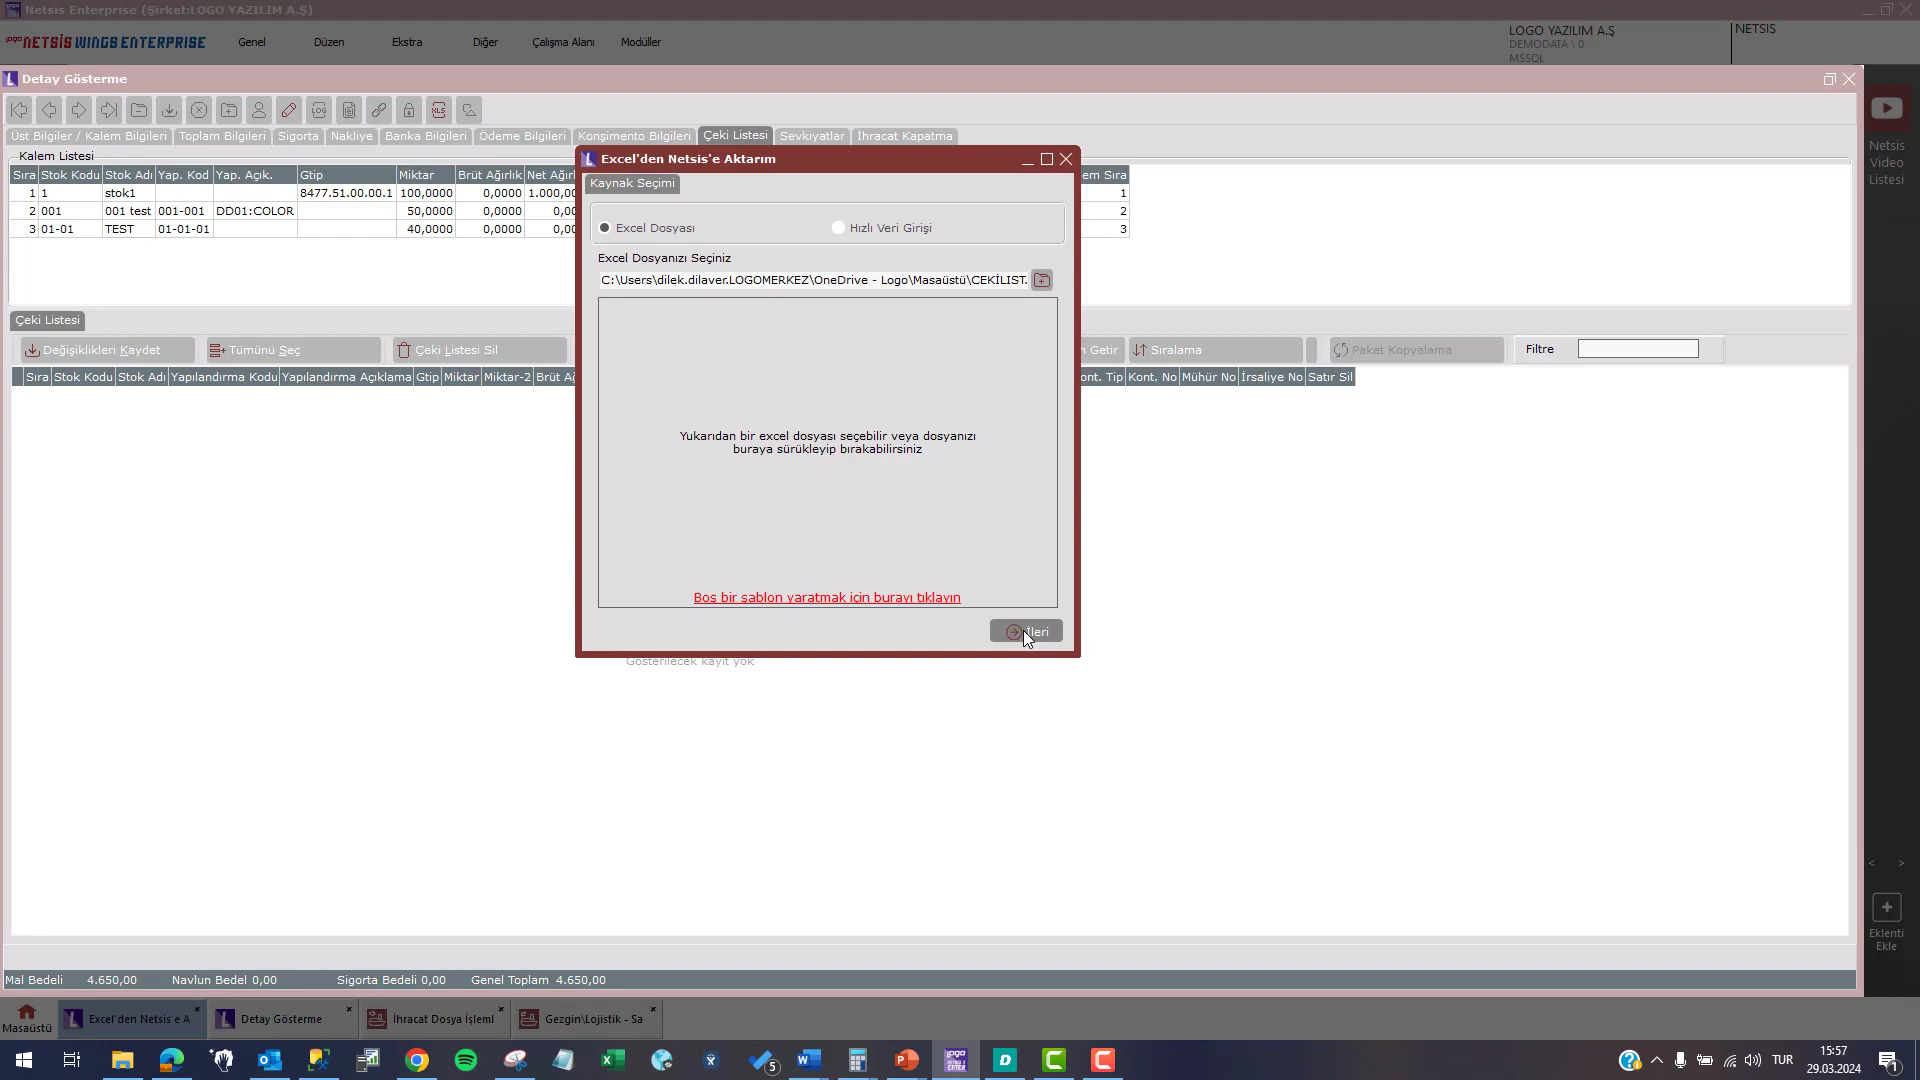 Netsis Enterprise (Şirket:LOGO YAZILIM A.Ş)
logo NETSİS WINGS ENTERPRISE
Genel Düzen Ekstra Diğer Çalışma Alanı Modüller
LOGO YAZILIM A.Ş
DEMODATA \ 0
MSSQL
NETSIS
Detay Gösterme
Üst Bilgiler / Kalem Bilgileri Toplam Bilgileri Sigorta Nakliye Banka Bilgileri Ödeme Bilgileri Konşimento Bilgileri Çeki Listesi Sevkiyatlar İhracat Kapatma
Kalem Listesi
Sıra Stok Kodu Stok Adı Yap. Kod Yap. Açık. Gtip Miktar Brüt Ağırlık Net Ağırl em Sıra
1 1 stok1 8477.51.00.00.1 100,0000 0,0000 1.000,00 1
2 001 001 test 001-001 DD01:COLOR 50,0000 0,0000 0,00 2
3 01-01 TEST 01-01-01 40,0000 0,0000 0,00 3
Excel'den Netsis'e Aktarım
Kaynak Seçimi
Excel Dosyası Hızlı Veri Girişi
Excel Dosyanızı Seçiniz
C:\Users\dilek.dilaver.LOGOMERKEZ\OneDrive - Logo\Masaüstü\CEKİLIST.
Yukarıdan bir excel dosyası seçebilir veya dosyanızı
buraya sürükleyip bırakabilirsiniz
Boş bir şablon yaratmak için burayı tıklayın
İleri
Çeki Listesi
Değişiklikleri Kaydet Tümünü Seç Çeki Listesi Sil n Getir Sıralama Paket Kopyalama Filtre
Sıra Stok Kodu Stok Adı Yapılandırma Kodu Yapılandırma Açıklama Gtip Miktar Miktar-2 Brüt Ağ ont. Tip Kont. No Mühür No İrsaliye No Satır Sil
Gösterilecek kayıt yok
Netsis
Video
Listesi
Eklenti
Ekle
Mal Bedeli 4.650,00 Navlun Bedel 0,00 Sigorta Bedeli 0,00 Genel Toplam 4.650,00
Masaüstü Excel'den Netsis'e A Detay Gösterme İhracat Dosya İşleml Gezgin\Lojistik - Sa
5
TUR
15:57
29.03.2024
1